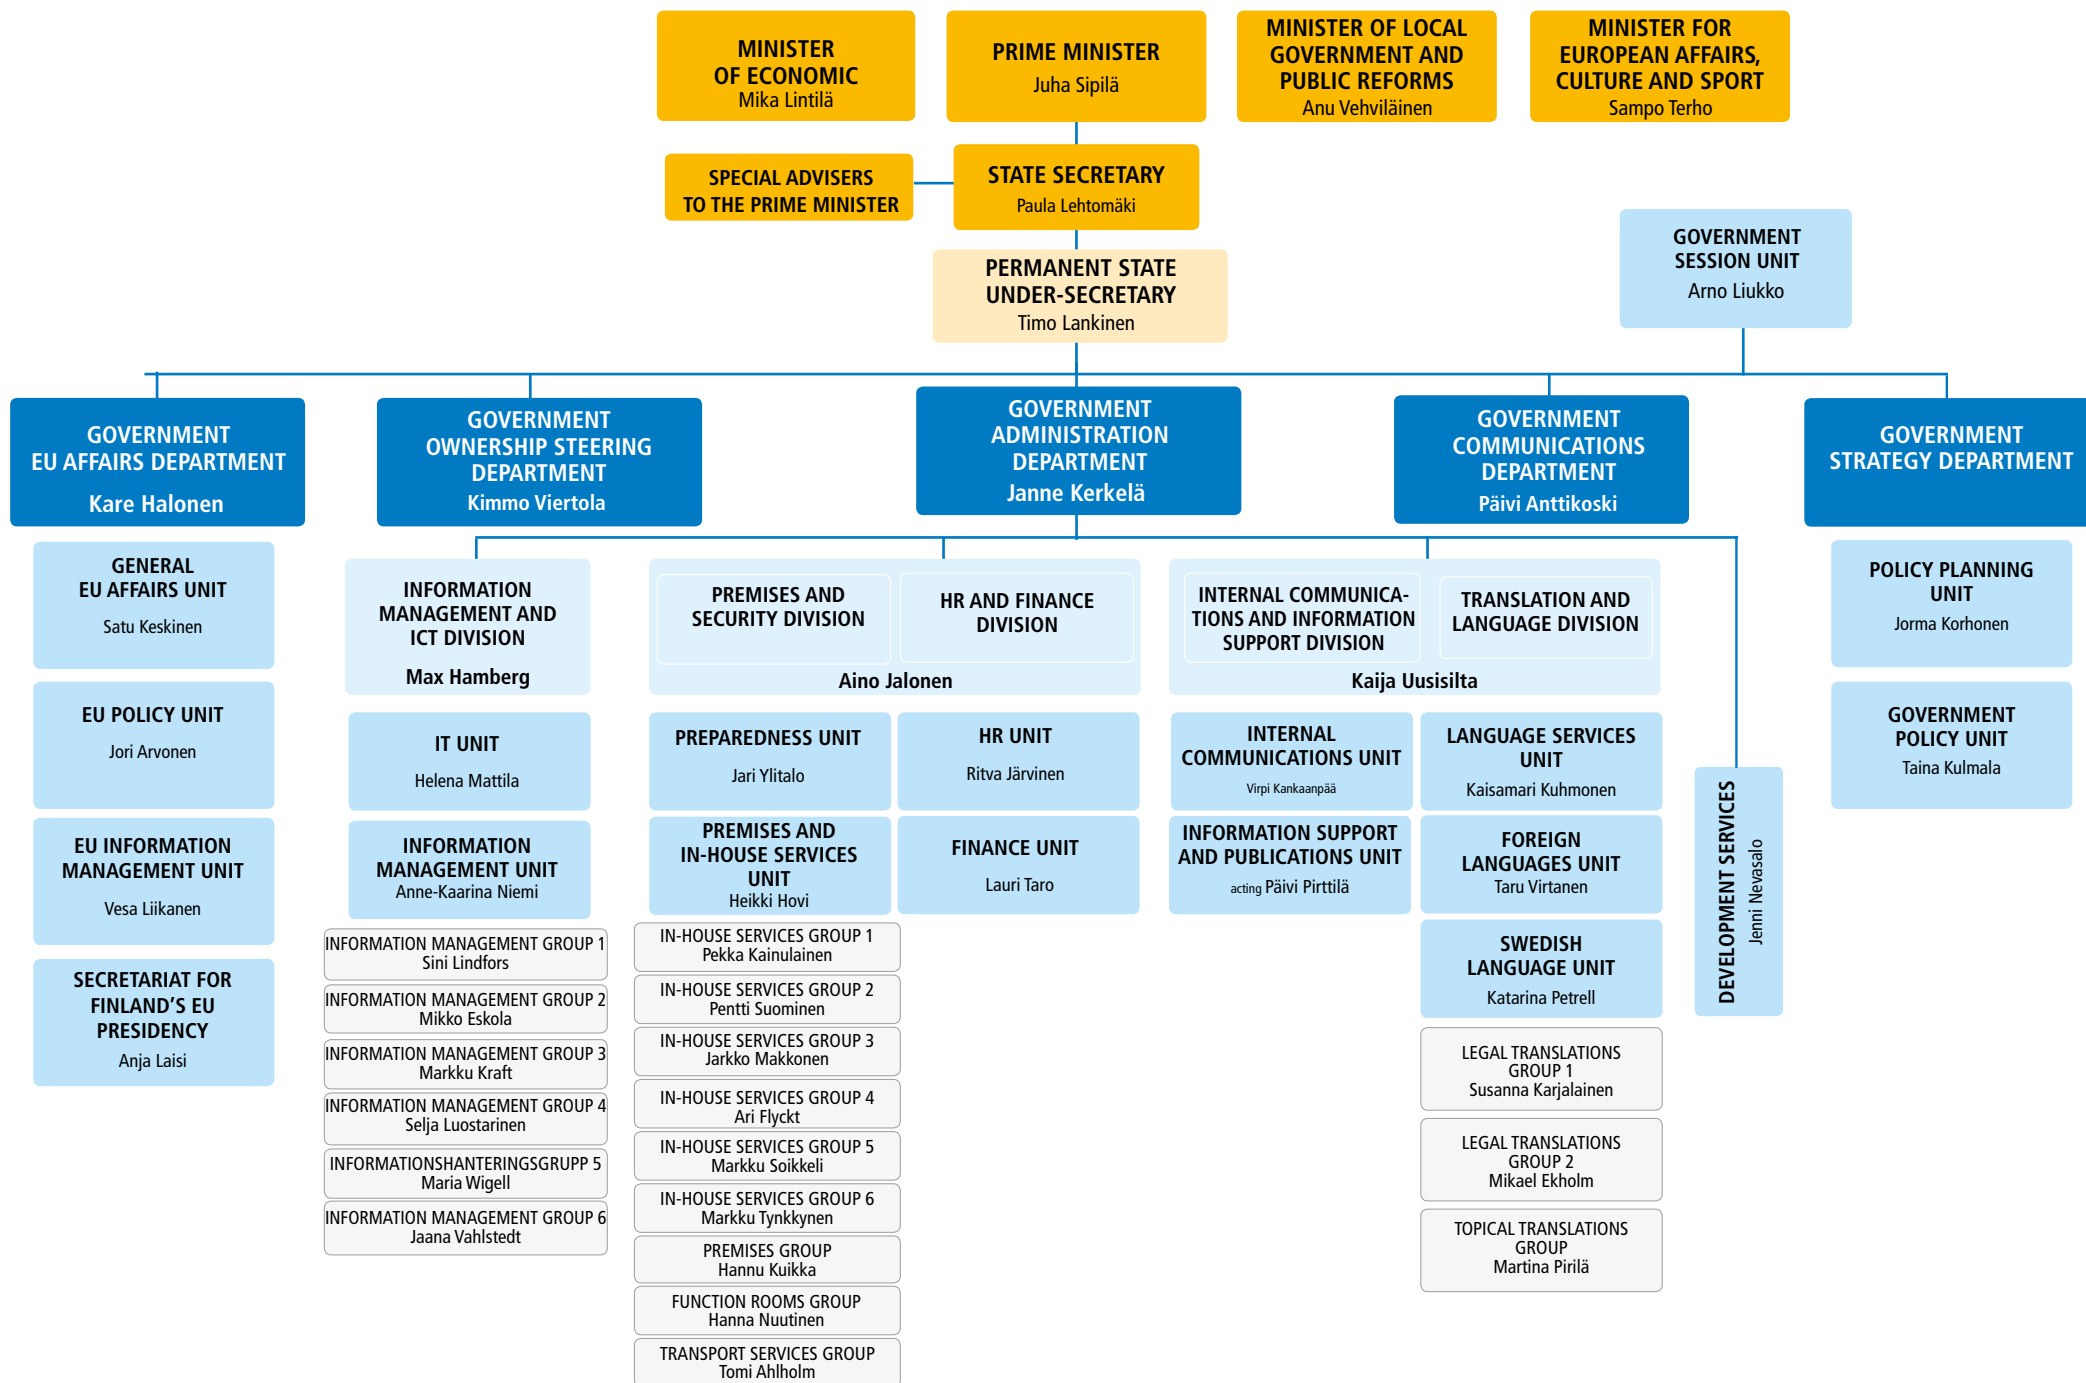 MINISTER
OF ECONOMIC
Mika Lintilä
PRIME MINISTER
Juha Sipilä
MINISTER OF LOCAL
GOVERNMENT AND
PUBLIC REFORMS
Anu Vehviläinen
MINISTER FOR
EUROPEAN AFFAIRS,
CULTURE AND SPORT
Sampo Terho
SPECIAL ADVISERS
TO THE PRIME MINISTER
STATE SECRETARY
Paula Lehtomäki
PERMANENT STATE
UNDER-SECRETARY
Timo Lankinen
GOVERNMENT
SESSION UNIT
Arno Liukko
GOVERNMENT
EU AFFAIRS DEPARTMENT
Kare Halonen
GOVERNMENT
OWNERSHIP STEERING
DEPARTMENT
Kimmo Viertola
GOVERNMENT
ADMINISTRATION
DEPARTMENT
Janne Kerkelä
GOVERNMENT
COMMUNICATIONS
DEPARTMENT
Päivi Anttikoski
GOVERNMENT
STRATEGY DEPARTMENT
GENERAL
EU AFFAIRS UNIT
Satu Keskinen
EU POLICY UNIT
Jori Arvonen
EU INFORMATION
MANAGEMENT UNIT
Vesa Liikanen
SECRETARIAT FOR
FINLAND’S EU
PRESIDENCY
Anja Laisi
INFORMATION
MANAGEMENT AND
ICT DIVISION
Max Hamberg
IT UNIT
Helena Mattila
INFORMATION
MANAGEMENT UNIT
Anne-Kaarina Niemi
INFORMATION MANAGEMENT GROUP 1
Sini Lindfors
INFORMATION MANAGEMENT GROUP 2
Mikko Eskola
INFORMATION MANAGEMENT GROUP 3
Markku Kraft
INFORMATION MANAGEMENT GROUP 4
Selja Luostarinen
INFORMATIONSHANTERINGSGRUPP 5
Maria Wigell
INFORMATION MANAGEMENT GROUP 6
Jaana Vahlstedt
PREMISES AND
SECURITY DIVISION
HR AND FINANCE
DIVISION
Aino Jalonen
PREPAREDNESS UNIT
Jari Ylitalo
HR UNIT
Ritva Järvinen
PREMISES AND
IN-HOUSE SERVICES
UNIT
Heikki Hovi
FINANCE UNIT
Lauri Taro
IN-HOUSE SERVICES GROUP 1
Pekka Kainulainen
IN-HOUSE SERVICES GROUP 2
Pentti Suominen
IN-HOUSE SERVICES GROUP 3
Jarkko Makkonen
IN-HOUSE SERVICES GROUP 4
Ari Flyckt
IN-HOUSE SERVICES GROUP 5
Markku Soikkeli
IN-HOUSE SERVICES GROUP 6
Markku Tynkkynen
PREMISES GROUP
Hannu Kuikka
FUNCTION ROOMS GROUP
Hanna Nuutinen
TRANSPORT SERVICES GROUP
Tomi Ahlholm
INTERNAL COMMUNICA-
TIONS AND INFORMATION
SUPPORT DIVISION
TRANSLATION AND
LANGUAGE DIVISION
Kaija Uusisilta
INTERNAL
COMMUNICATIONS UNIT
Virpi Kankaanpää
LANGUAGE SERVICES
UNIT
Kaisamari Kuhmonen
INFORMATION SUPPORT
AND PUBLICATIONS UNIT
acting Päivi Pirttilä
FOREIGN
LANGUAGES UNIT
Taru Virtanen
SWEDISH
LANGUAGE UNIT
Katarina Petrell
LEGAL TRANSLATIONS
GROUP 1
Susanna Karjalainen
LEGAL TRANSLATIONS
GROUP 2
Mikael Ekholm
TOPICAL TRANSLATIONS
GROUP
Martina Pirilä
DEVELOPMENT SERVICES
Jenni Nevasalo
POLICY PLANNING
UNIT
Jorma Korhonen
GOVERNMENT
POLICY UNIT
Taina Kulmala